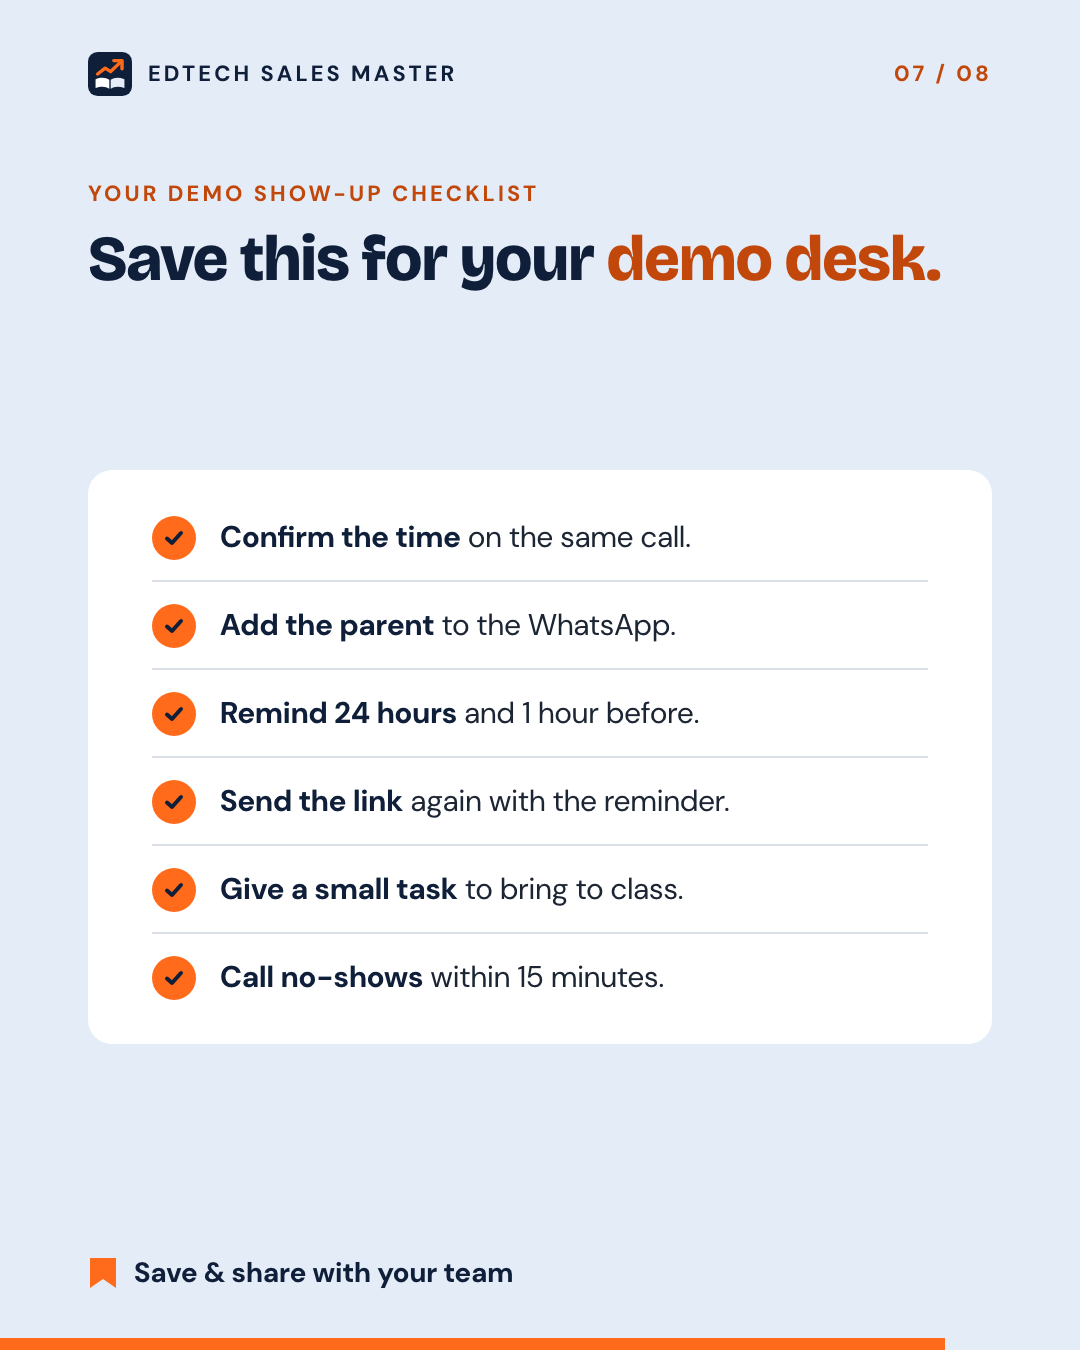 EDTECH SALES MASTER
07 / 08
YOUR DEMO SHOW-UP CHECKLIST
Save this for your demo desk.
Confirm the time on the same call.
Add the parent to the WhatsApp.
Remind 24 hours and 1 hour before.
Send the link again with the reminder.
Give a small task to bring to class.
Call no-shows within 15 minutes.
Save & share with your team